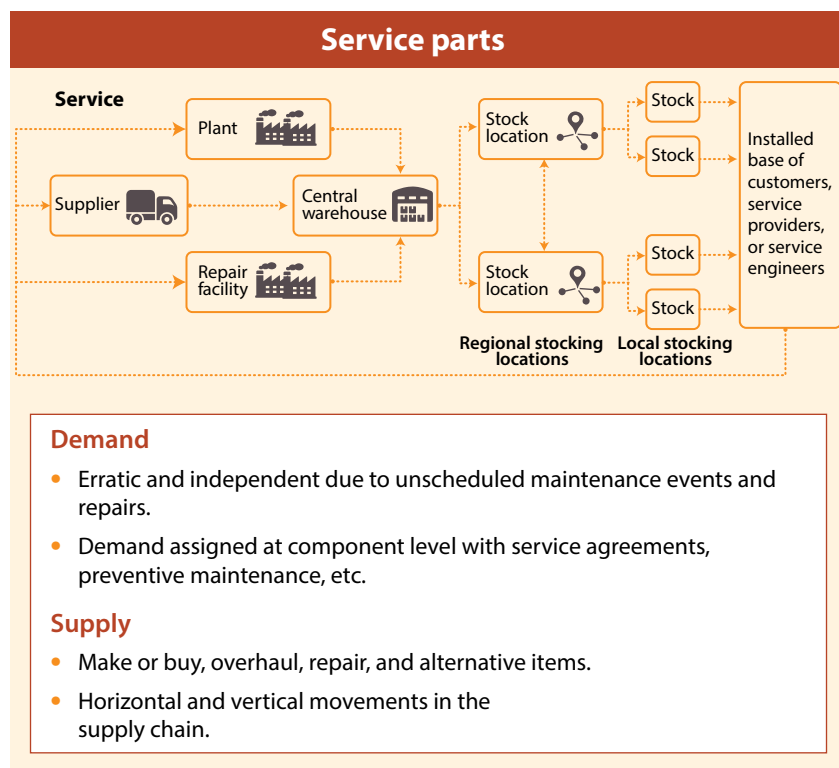 Service parts
Service
Plant
Supplier
Repair
facility
Central
warehouse
Stock
location
Stock
location
Regional stocking
locations
Stock
Stock
Stock
Stock
Local stocking
locations
Installed
base of
customers,
service
providers,
or service
engineers
Demand
• Erratic and independent due to unscheduled maintenance events and
repairs.
• Demand assigned at component level with service agreements,
preventive maintenance, etc.
Supply
• Make or buy, overhaul, repair, and alternative items.
• Horizontal and vertical movements in the
supply chain.